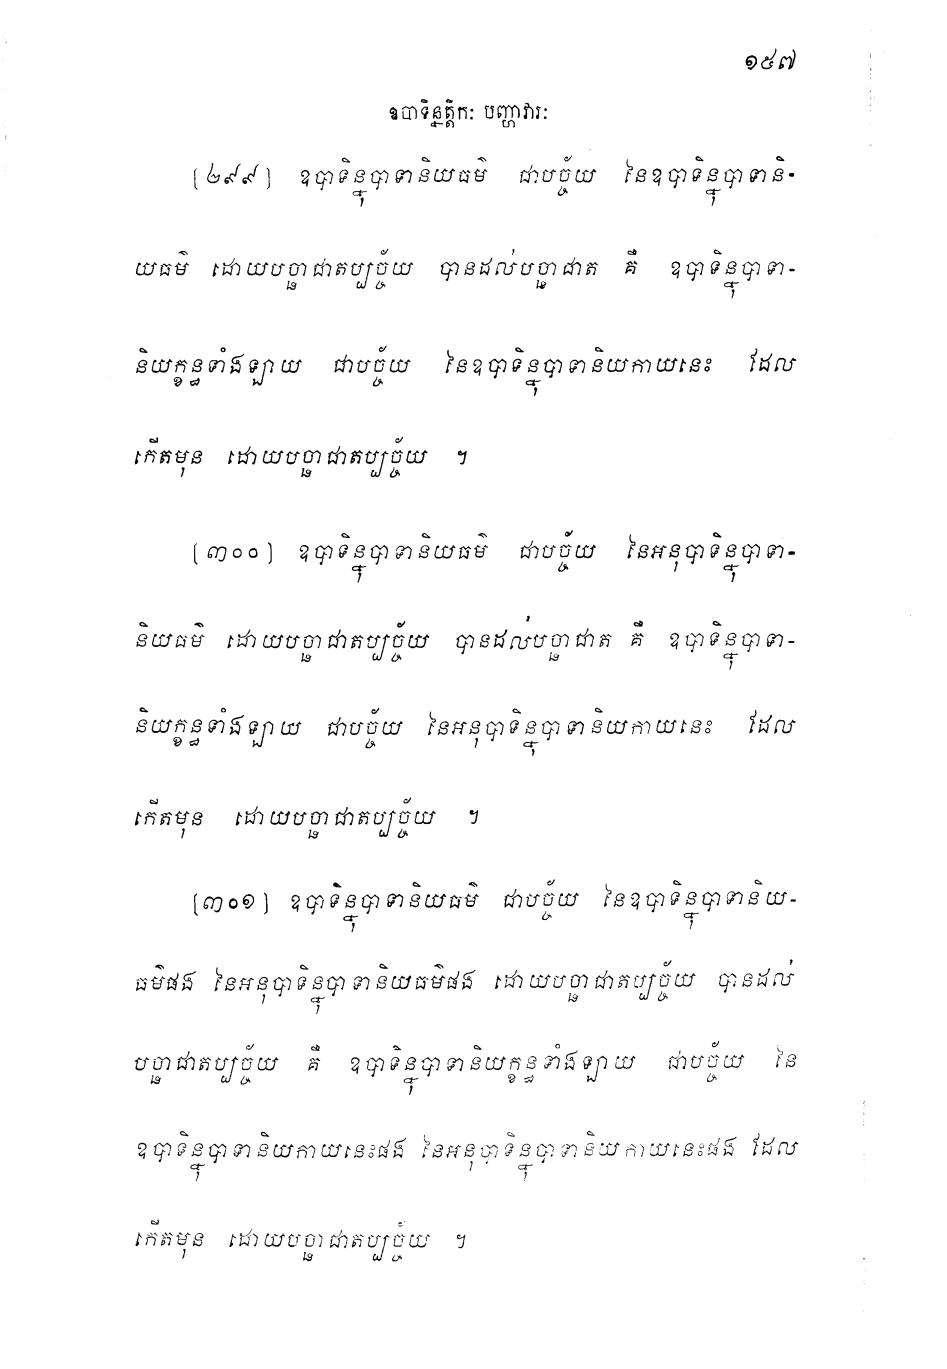 ១៥៧
ឧបាទិន្នត្តិកៈ បញ្ហាវារៈ
[២៩៩] ឧបាទិន្នុបាទានិយធម៌ ជាបច្ច័យ នៃឧបាទិន្នុបាទានិ-
យធម៌ ដោយបច្ឆាជាតប្បច្ច័យ បានដល់បច្ឆាជាត គឺ ឧបាទិន្នុបាទា-
និយក្ខន្ធទាំងឡាយ ជាបច្ច័យ នៃឧបាទិន្នុបាទានិយកាយនេះ ដែល
កើតមុន ដោយបច្ឆាជាតប្បច្ច័យ ។
[៣០០] ឧបាទិន្នុបាទានិយធម៌ ជាបច្ច័យ នៃអនុបាទិន្នុបាទា-
និយធម៌ ដោយបច្ឆាជាតប្បច្ច័យ បានដល់បច្ឆាជាត គឺ ឧបាទិន្នុបាទា-
និយក្ខន្ធទាំងឡាយ ជាបច្ច័យ នៃអនុបាទិន្នុបាទានិយកាយនេះ ដែល
កើតមុន ដោយបច្ឆាជាតប្បច្ច័យ ។
[៣០១] ឧបាទិន្នុបាទានិយធម៌ ជាបច្ច័យ នៃឧបាទិន្នុបាទានិយ-
ធម៌ផង នៃអនុបាទិន្នុបាទានិយធម៌ផង ដោយបច្ឆាជាតប្បច្ច័យ បានដល់
បច្ឆាជាតប្បច្ច័យ គឺ ឧបាទិន្នុបាទានិយក្ខន្ធទាំងឡាយ ជាបច្ច័យ នៃ
ឧបាទិន្នុបាទានិយកាយនេះផង នៃអនុបាទិន្នុបាទានិយកាយនេះផង ដែល
កើតមុន ដោយបច្ឆាជាតប្បច្ច័យ ។